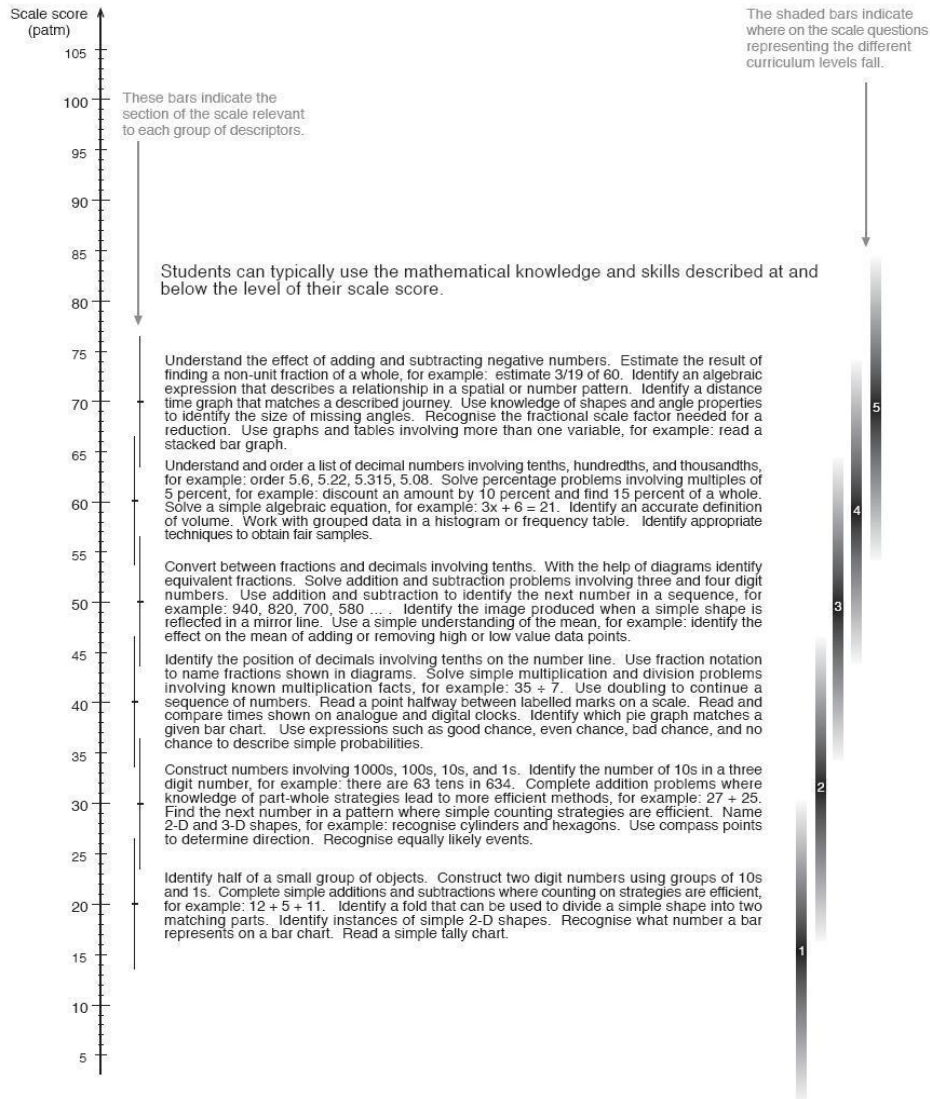 Scale score
(patm)
The shaded bars indicate
where on the scale questions
representing the different
curriculum levels fall.
105
100
These bars indicate the
section of the scale relevant
to each group of descriptors.
95
90
85
Students can typically use the mathematical knowledge and skills described at and
below the level of their scale score.
80
75
Understand the effect of adding and subtracting negative numbers. Estimate the result of
finding a non-unit fraction of a whole, for example: estimate 3/19 of 60. Identify an algebraic
expression that describes a relationship in a spatial or number pattern. Identify a distance
time graph that matches a described journey. Use knowledge of shapes and angle properties
to identify the size of missing angles. Recognise the fractional scale factor needed for a
reduction. Use graphs and tables involving more than one variable, for example: read a
stacked bar graph.
70
5
65
Understand and order a list of decimal numbers involving tenths, hundredths, and thousandths,
for example: order 5.6, 5.22, 5.315, 5.08. Solve percentage problems involving multiples of
5 percent, for example: discount an amount by 10 percent and find 15 percent of a whole.
Solve a simple algebraic equation, for example: 3x + 6 = 21. Identify an accurate definition
of volume. Work with grouped data in a histogram or frequency table. Identify appropriate
techniques to obtain fair samples.
60
4
55
Convert between fractions and decimals involving tenths. With the help of diagrams identify
equivalent fractions. Solve addition and subtraction problems involving three and four digit
numbers. Use addition and subtraction to identify the next number in a sequence, for
example: 940, 820, 700, 580 ... . Identify the image produced when a simple shape is
reflected in a mirror line. Use a simple understanding of the mean, for example: identify the
effect on the mean of adding or removing high or low value data points.
50
3
45
Identify the position of decimals involving tenths on the number line. Use fraction notation
to name fractions shown in diagrams. Solve simple multiplication and division problems
involving known multiplication facts, for example: 35 ÷ 7. Use doubling to continue a
sequence of numbers. Read a point halfway between labelled marks on a scale. Read and
compare times shown on analogue and digital clocks. Identify which pie graph matches a
given bar chart. Use expressions such as good chance, even chance, bad chance, and no
chance to describe simple probabilities.
40
35
Construct numbers involving 1000s, 100s, 10s, and 1s. Identify the number of 10s in a three
digit number, for example: there are 63 tens in 634. Complete addition problems where
knowledge of part-whole strategies lead to more efficient methods, for example: 27 + 25.
Find the next number in a pattern where simple counting strategies are efficient. Name
2-D and 3-D shapes, for example: recognise cylinders and hexagons. Use compass points
to determine direction. Recognise equally likely events.
30
2
25
Identify half of a small group of objects. Construct two digit numbers using groups of 10s
and 1s. Complete simple additions and subtractions where counting on strategies are efficient,
for example: 12 + 5 + 11. Identify a fold that can be used to divide a simple shape into two
matching parts. Identify instances of simple 2-D shapes. Recognise what number a bar
represents on a bar chart. Read a simple tally chart.
20
15
1
10
5